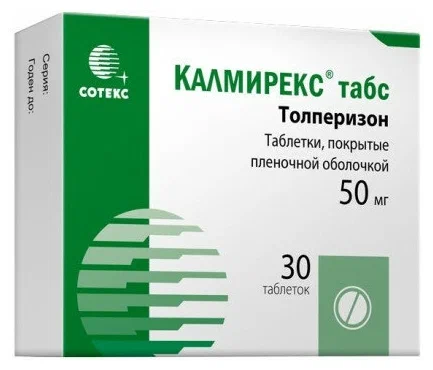 Серия:
Годен до:
СОТЕКС
КАЛМИРЕКС® табс
Толперизон
Таблетки, покрытые
пленочной оболочкой
50 мг
30
таблеток